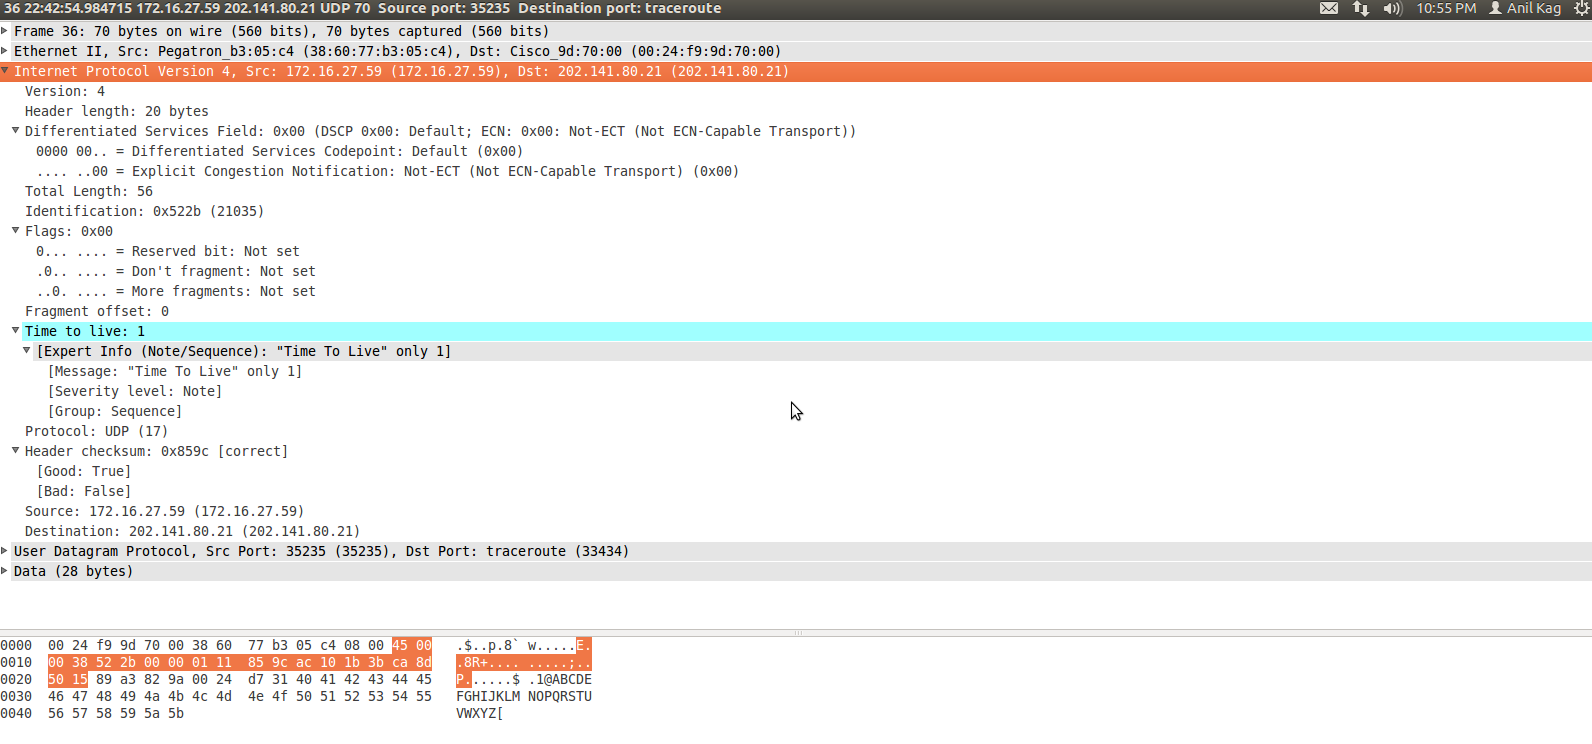 36 22:42:54.984715 172.16.27.59 202.141.80.21 UDP 70 Source port: 35235 Destination port: traceroute 10:55 PM Anil Kag
Frame 36: 70 bytes on wire (560 bits), 70 bytes captured (560 bits)
Ethernet II, Src: Pegatron_b3:05:c4 (38:60:77:b3:05:c4), Dst: Cisco_9d:70:00 (00:24:f9:9d:70:00)
Internet Protocol Version 4, Src: 172.16.27.59 (172.16.27.59), Dst: 202.141.80.21 (202.141.80.21)
Version: 4
Header length: 20 bytes
Differentiated Services Field: 0x00 (DSCP 0x00: Default; ECN: 0x00: Not-ECT (Not ECN-Capable Transport))
0000 00.. = Differentiated Services Codepoint: Default (0x00)
.... ..00 = Explicit Congestion Notification: Not-ECT (Not ECN-Capable Transport) (0x00)
Total Length: 56
Identification: 0x522b (21035)
Flags: 0x00
0... .... = Reserved bit: Not set
.0.. .... = Don't fragment: Not set
..0. .... = More fragments: Not set
Fragment offset: 0
Time to live: 1
[Expert Info (Note/Sequence): "Time To Live" only 1]
[Message: "Time To Live" only 1]
[Severity level: Note]
[Group: Sequence]
Protocol: UDP (17)
Header checksum: 0x859c [correct]
[Good: True]
[Bad: False]
Source: 172.16.27.59 (172.16.27.59)
Destination: 202.141.80.21 (202.141.80.21)
User Datagram Protocol, Src Port: 35235 (35235), Dst Port: traceroute (33434)
Data (28 bytes)
0000 00 24 f9 9d 70 00 38 60 77 b3 05 c4 08 00 45 00 .$..p.8` w.....E.
0010 00 38 52 2b 00 00 01 11 85 9c ac 10 1b 3b ca 8d .8R+.... .....;..
0020 50 15 89 a3 82 9a 00 24 d7 31 40 41 42 43 44 45 P......$ .1@ABCDE
0030 46 47 48 49 4a 4b 4c 4d 4e 4f 50 51 52 53 54 55 FGHIJKLM NOPQRSTU
0040 56 57 58 59 5a 5b VWXYZ[